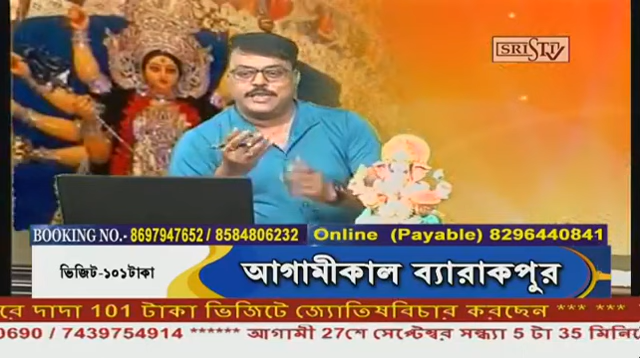 SRISTI TV
BOOKING NO.- 8697947652 / 8584806232
Online (Payable) 8296440841
ভিজিট-১০১টাকা
আগামীকাল ব্যারাকপুর
রে দাদা 101 টাকা ভিজিটে জ্যোতিষবিচার করছেন *** ***
0690 / 7439754914 ****** আগামী 27শে সেপ্টেম্বর সন্ধ্যা 5 টা 35 মিনি